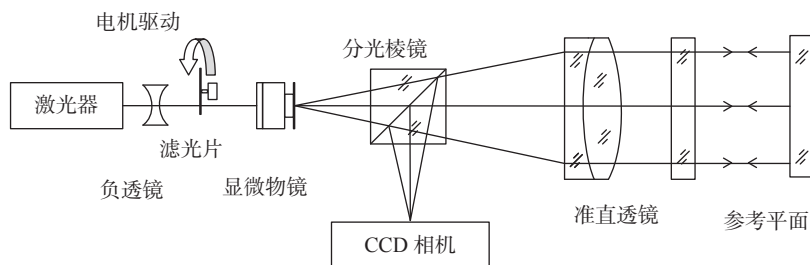 电机驱动
分光棱镜
激光器
滤光片
负透镜
显微物镜
准直透镜
参考平面
CCD 相机